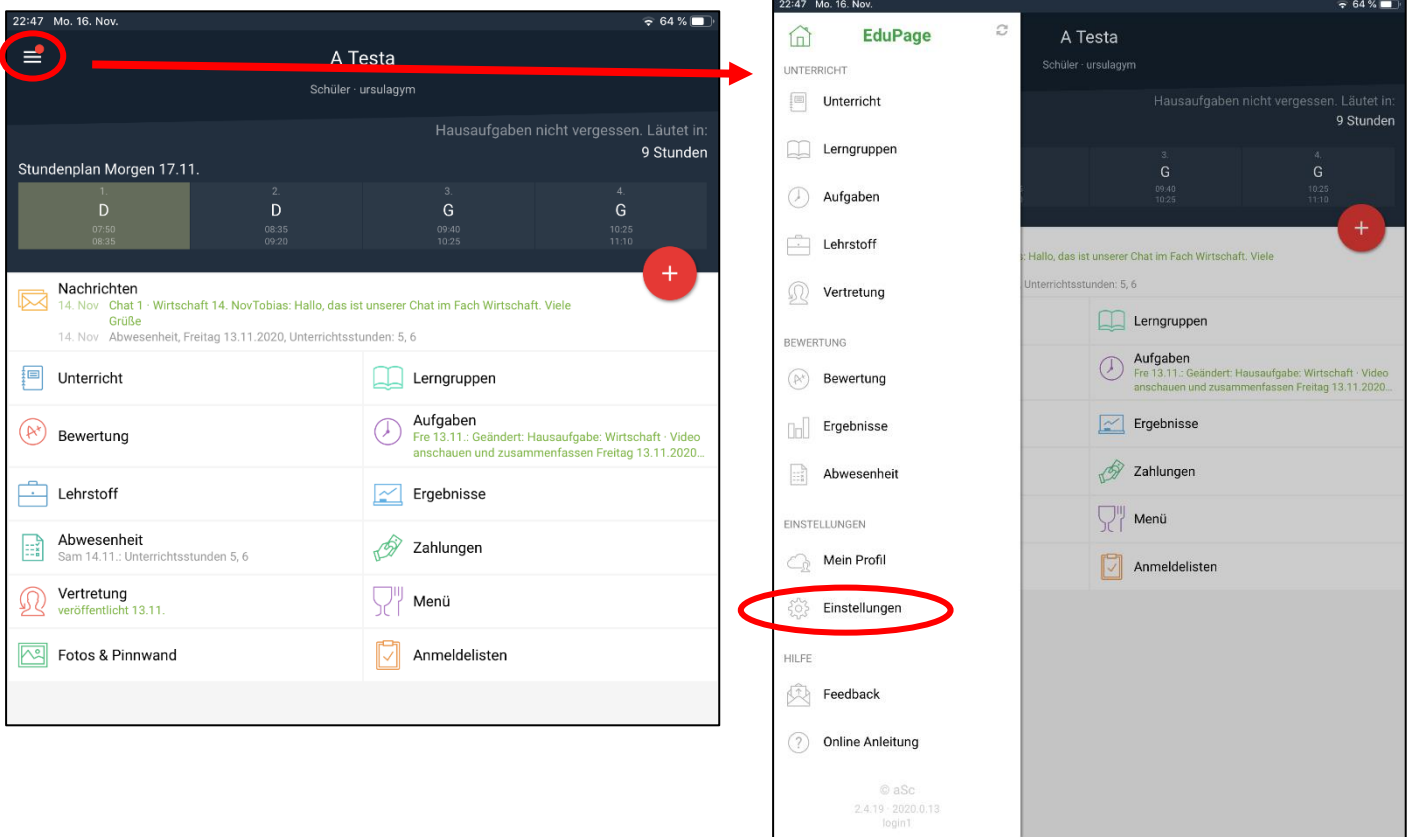 22:47 Mo. 16. Nov. 64 %
A Testa
Schüler · ursulagym
Hausaufgaben nicht vergessen. Läutet in:
9 Stunden
Stundenplan Morgen 17.11.
1. 2. 3. 4.
D D G G
07:50 08:35 09:40 10:25
08:35 09:20 10:25 11:10
+
Nachrichten
14. Nov Chat 1 · Wirtschaft 14. NovTobias: Hallo, das ist unserer Chat im Fach Wirtschaft. Viele
Grüße
14. Nov Abwesenheit, Freitag 13.11.2020, Unterrichtsstunden: 5, 6
Unterricht
Lerngruppen
Bewertung
Aufgaben
Fre 13.11.: Geändert: Hausaufgabe: Wirtschaft · Video
anschauen und zusammenfassen Freitag 13.11.2020...
Lehrstoff
Ergebnisse
Abwesenheit
Sam 14.11.: Unterrichtsstunden 5, 6
Zahlungen
Vertretung
veröffentlicht 13.11.
Menü
Fotos & Pinnwand
Anmeldelisten
22:47 Mo. 16. Nov. 64 %
EduPage
UNTERRICHT
Unterricht
Lerngruppen
Aufgaben
Lehrstoff
Vertretung
BEWERTUNG
Bewertung
Ergebnisse
Abwesenheit
EINSTELLUNGEN
Mein Profil
Einstellungen
HILFE
Feedback
Online Anleitung
© aSc
2.4.19 - 2020.0.13
login1
A Testa
Schüler · ursulagym
Hausaufgaben nicht vergessen. Läutet in:
9 Stunden
3. 4.
G G
09:40 10:25
10:25 11:10
+
: Hallo, das ist unserer Chat im Fach Wirtschaft. Viele
Unterrichtsstunden: 5, 6
Lerngruppen
Aufgaben
Fre 13.11.: Geändert: Hausaufgabe: Wirtschaft · Video
anschauen und zusammenfassen Freitag 13.11.2020...
Ergebnisse
Zahlungen
Menü
Anmeldelisten